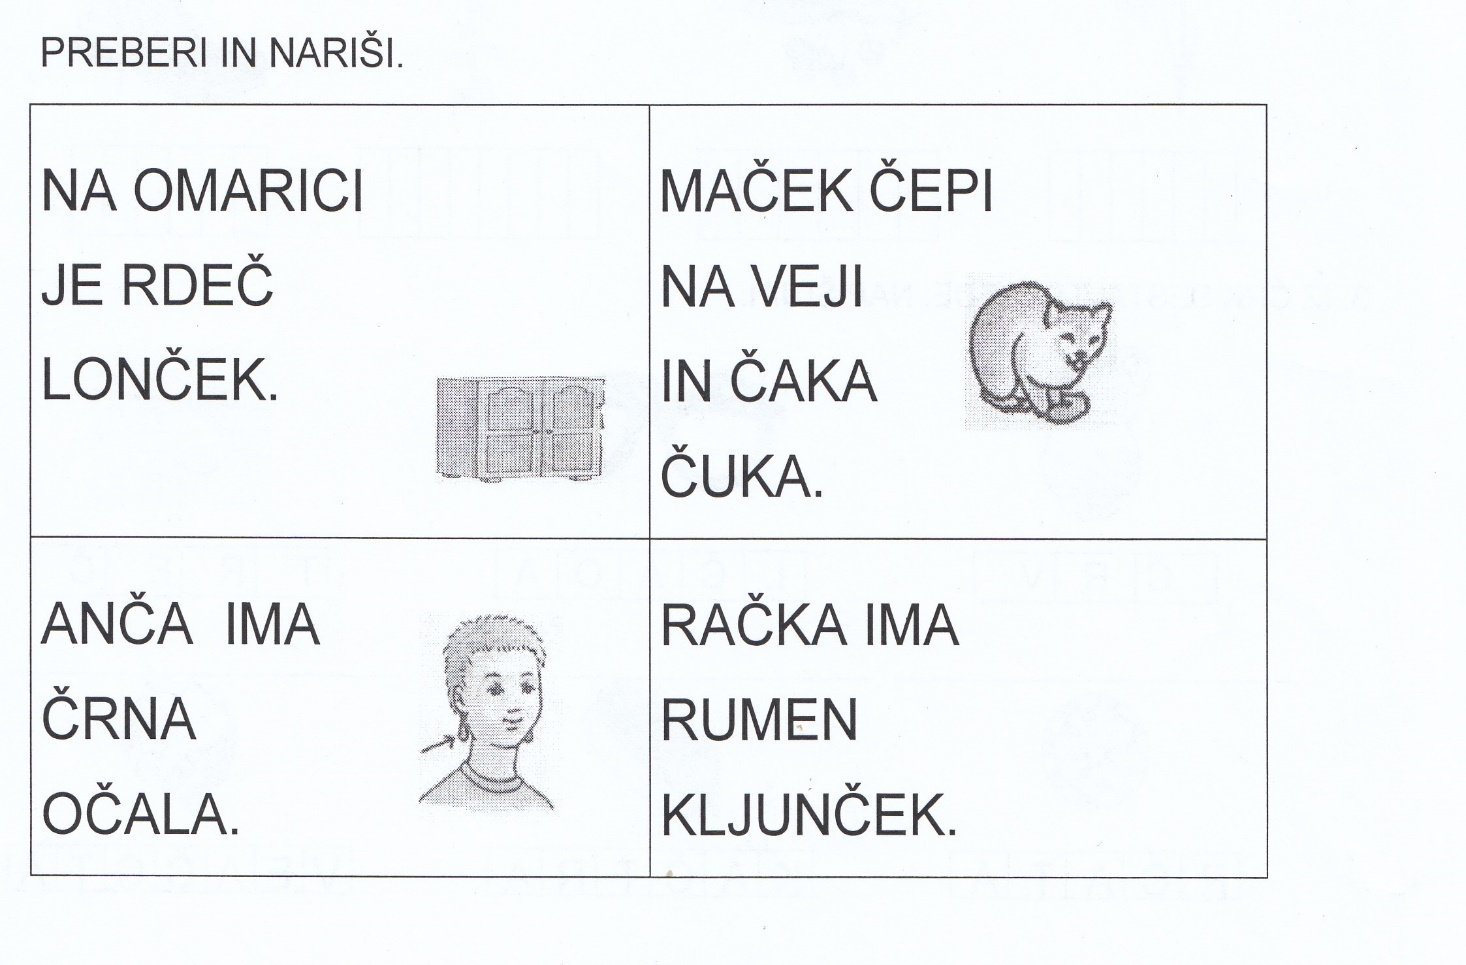 PREBERI IN NARIŠI.
NA OMARICI
JE RDEČ
LONČEK.
MAČEK ČEPI
NA VEJI
IN ČAKA
ČUKA.
ANČA IMA
ČRNA
OČALA.
RAČKA IMA
RUMEN
KLJUNČEK.